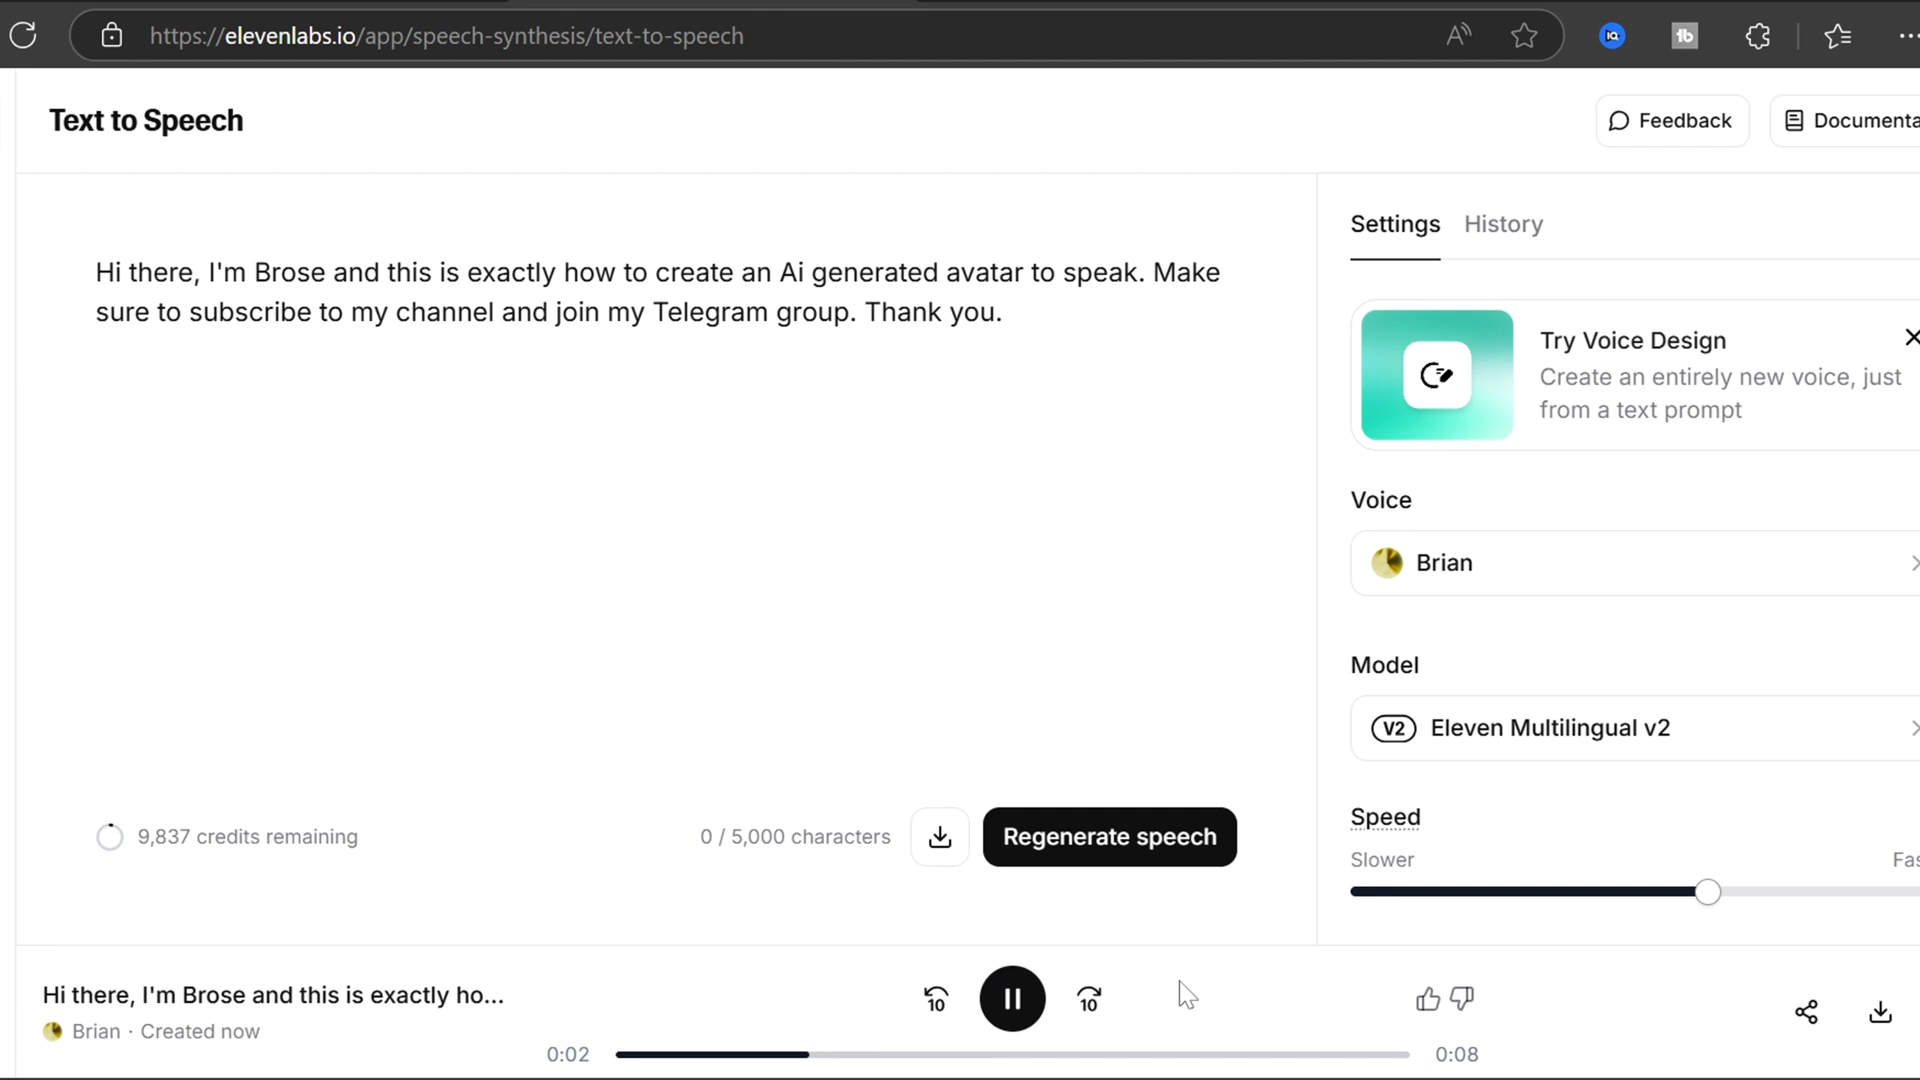 https://elevenlabs.io/app/speech-synthesis/text-to-speech
Text to Speech
Feedback
Documenta
Hi there, I'm Brose and this is exactly how to create an Ai generated avatar to speak. Make
sure to subscribe to my channel and join my Telegram group. Thank you.
Settings
History
Try Voice Design
Create an entirely new voice, just
from a text prompt
Voice
Brian
Model
V2 Eleven Multilingual v2
Speed
Slower
Fas
9,837 credits remaining
0 / 5,000 characters
Regenerate speech
Hi there, I'm Brose and this is exactly ho...
Brian · Created now
10
10
0:02
0:08